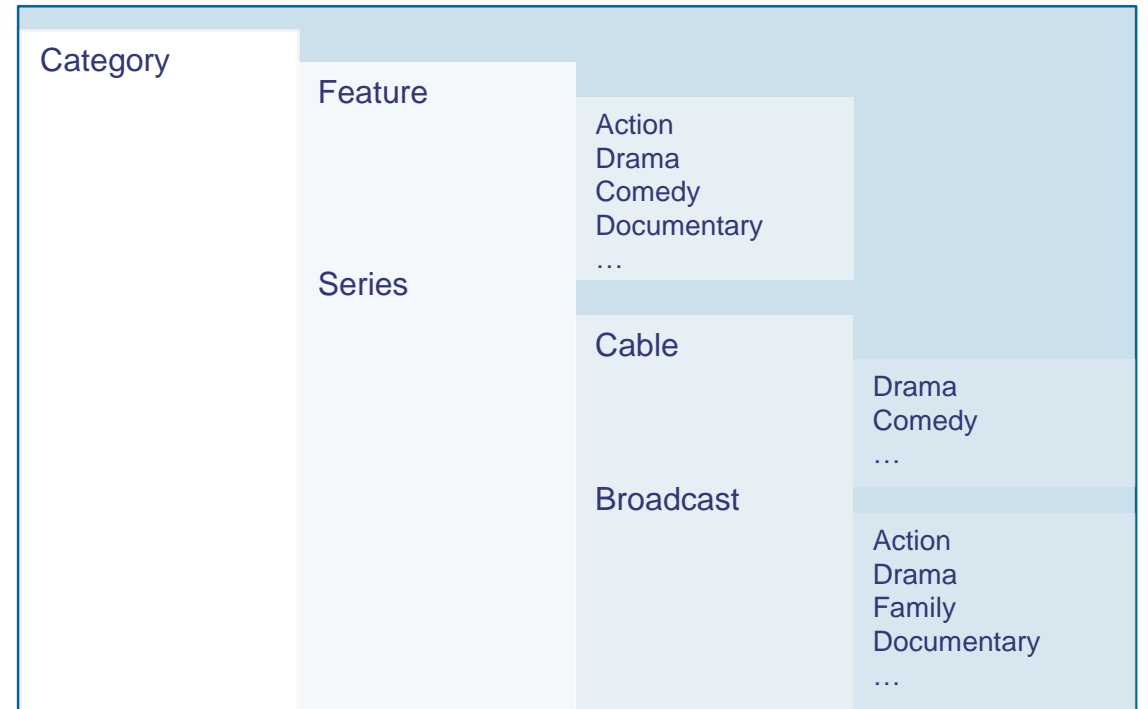 Category
Feature
Action
Drama
Comedy
Documentary
…
Series
Cable
Drama
Comedy
…
Broadcast
Action
Drama
Family
Documentary
…